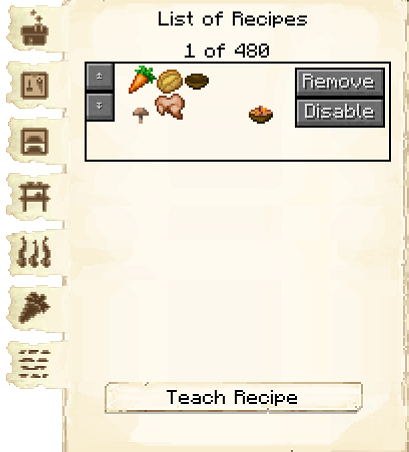 List of Recipes
1 of 480
Remove
Disable
Teach Recipe